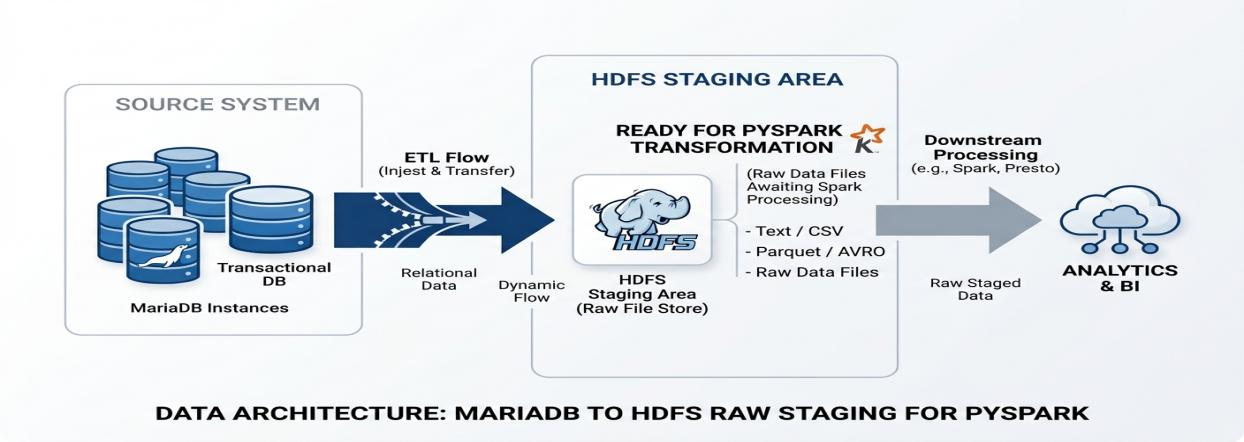 SOURCE SYSTEM
Transactional
DB
MariaDB Instances
ETL Flow
(Injest & Transfer)
Relational
Data
Dynamic
Flow
HDFS STAGING AREA
READY FOR PYSPARK
TRANSFORMATION
K
HDFS
HDFS
Staging Area
(Raw File Store)
(Raw Data Files
Awaiting Spark
Processing)
- Text / CSV
- Parquet / AVRO
- Raw Data Files
Downstream
Processing
(e.g., Spark, Presto)
Raw Staged
Data
ANALYTICS
& BI
DATA ARCHITECTURE: MARIADB TO HDFS RAW STAGING FOR PYSPARK